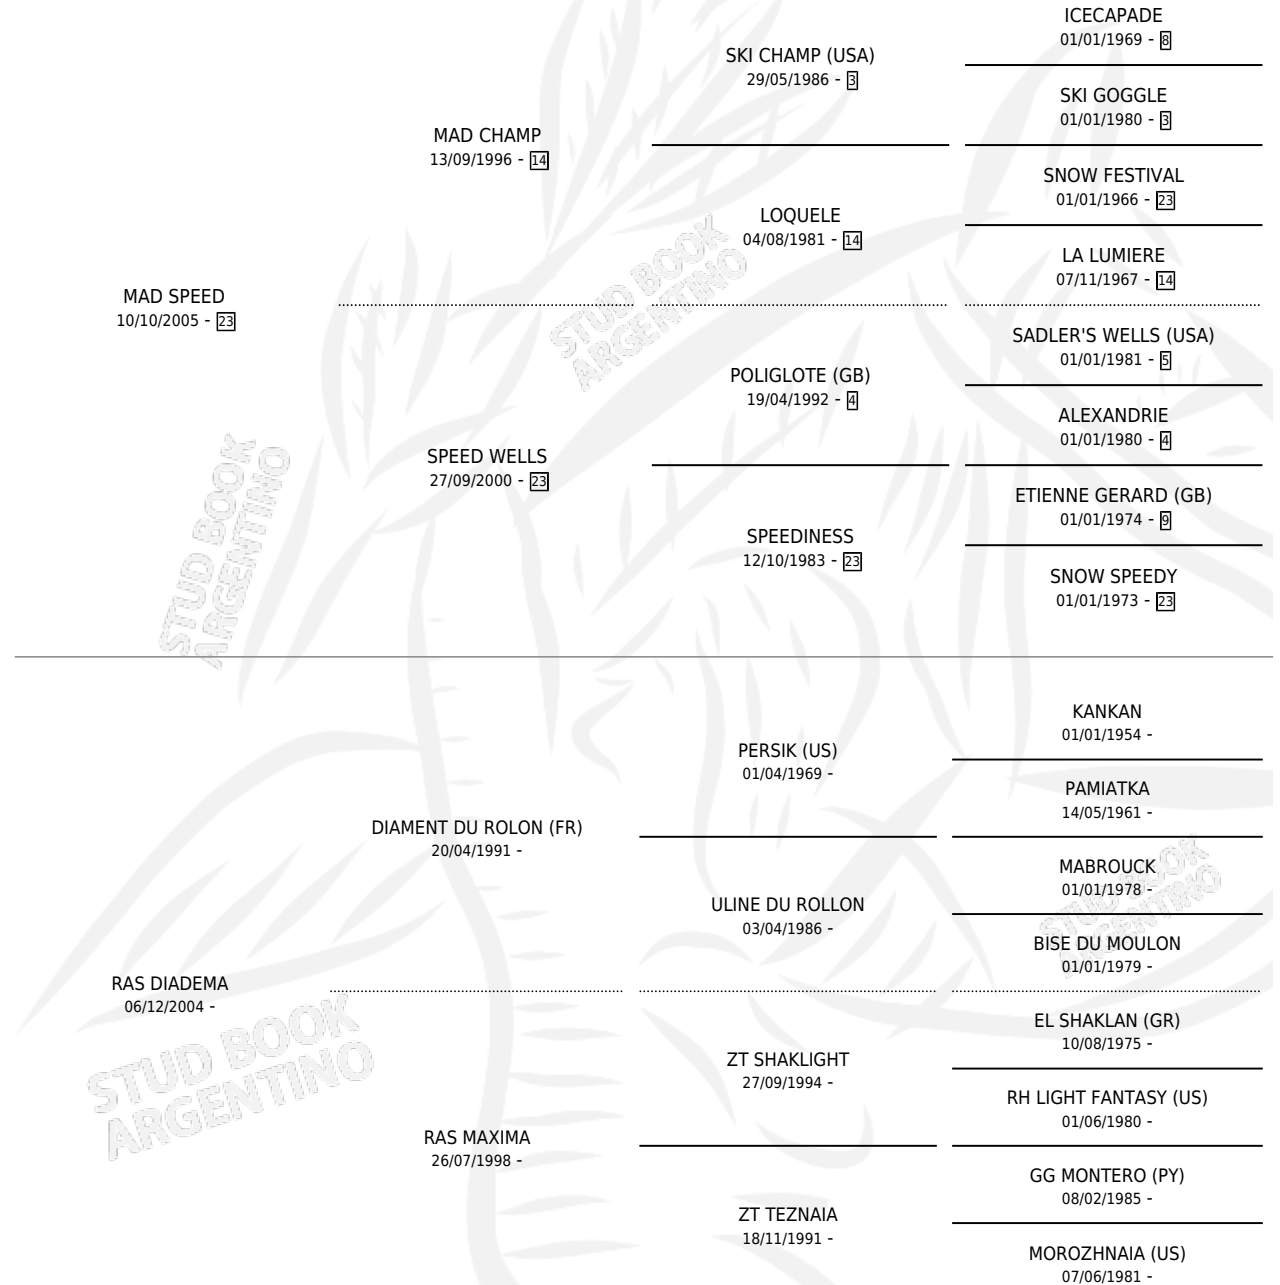 ICECAPADE
01/01/1969 - 8
SKI CHAMP (USA)
29/05/1986 - 3
SKI GOGGLE
01/01/1980 - 3
MAD CHAMP
13/09/1996 - 14
SNOW FESTIVAL
01/01/1966 - 23
LOQUELE
04/08/1981 - 14
LA LUMIERE
07/11/1967 - 14
MAD SPEED
10/10/2005 - 23
SADLER'S WELLS (USA)
01/01/1981 - 5
POLIGLOTE (GB)
19/04/1992 - 4
ALEXANDRIE
01/01/1980 - 4
SPEED WELLS
27/09/2000 - 23
ETIENNE GERARD (GB)
01/01/1974 - 9
SPEEDINESS
12/10/1983 - 23
SNOW SPEEDY
01/01/1973 - 23
STUD BOOK
ARGENTINO
STUD BOOK
ARGENTINO
KANKAN
01/01/1954 -
PERSIK (US)
01/04/1969 -
PAMIATKA
14/05/1961 -
DIAMENT DU ROLON (FR)
20/04/1991 -
MABROUCK
01/01/1978 -
ULINE DU ROLLON
03/04/1986 -
BISE DU MOULON
01/01/1979 -
RAS DIADEMA
06/12/2004 -
EL SHAKLAN (GR)
10/08/1975 -
ZT SHAKLIGHT
27/09/1994 -
RH LIGHT FANTASY (US)
01/06/1980 -
RAS MAXIMA
26/07/1998 -
GG MONTERO (PY)
08/02/1985 -
ZT TEZNAIA
18/11/1991 -
MOROZHNAIA (US)
07/06/1981 -
STUD BOOK
ARGENTINO
STUD BOOK
ARGENTINO